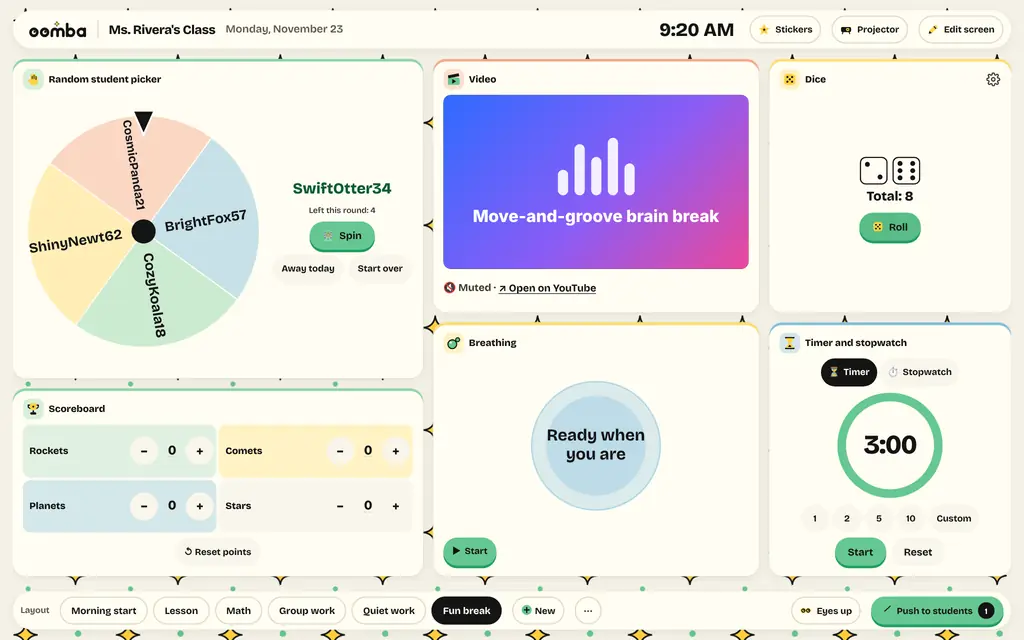 oomba
Ms. Rivera's Class
Monday, November 23
9:20 AM
Stickers
Projector
Edit screen
Random student picker
CosmicPanda21
BrightFox57
ShinyNewt62
CozyKoala18
SwiftOtter34
Left this round: 4
Spin
Away today
Start over
Video
Move-and-groove brain break
Muted · ↗ Open on YouTube
Dice
Total: 8
Roll
Scoreboard
Rockets - 0 +
Comets - 0 +
Planets - 0 +
Stars - 0 +
Reset points
Breathing
Ready when
you are
Start
Timer and stopwatch
Timer
Stopwatch
3:00
1 2 5 10 Custom
Start
Reset
Layout
Morning start
Lesson
Math
Group work
Quiet work
Fun break
+ New
...
Eyes up
Push to students 1